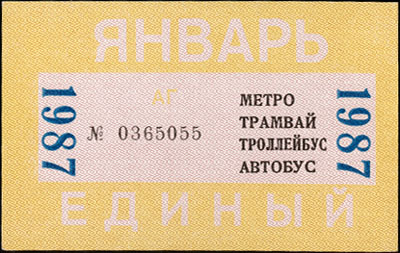 ЯНВАРЬ
1987
АГ
№ 0365055
МЕТРО
ТРАМВАЙ
ТРОЛЛЕЙБУС
АВТОБУС
1987
ЕДИНЫЙ